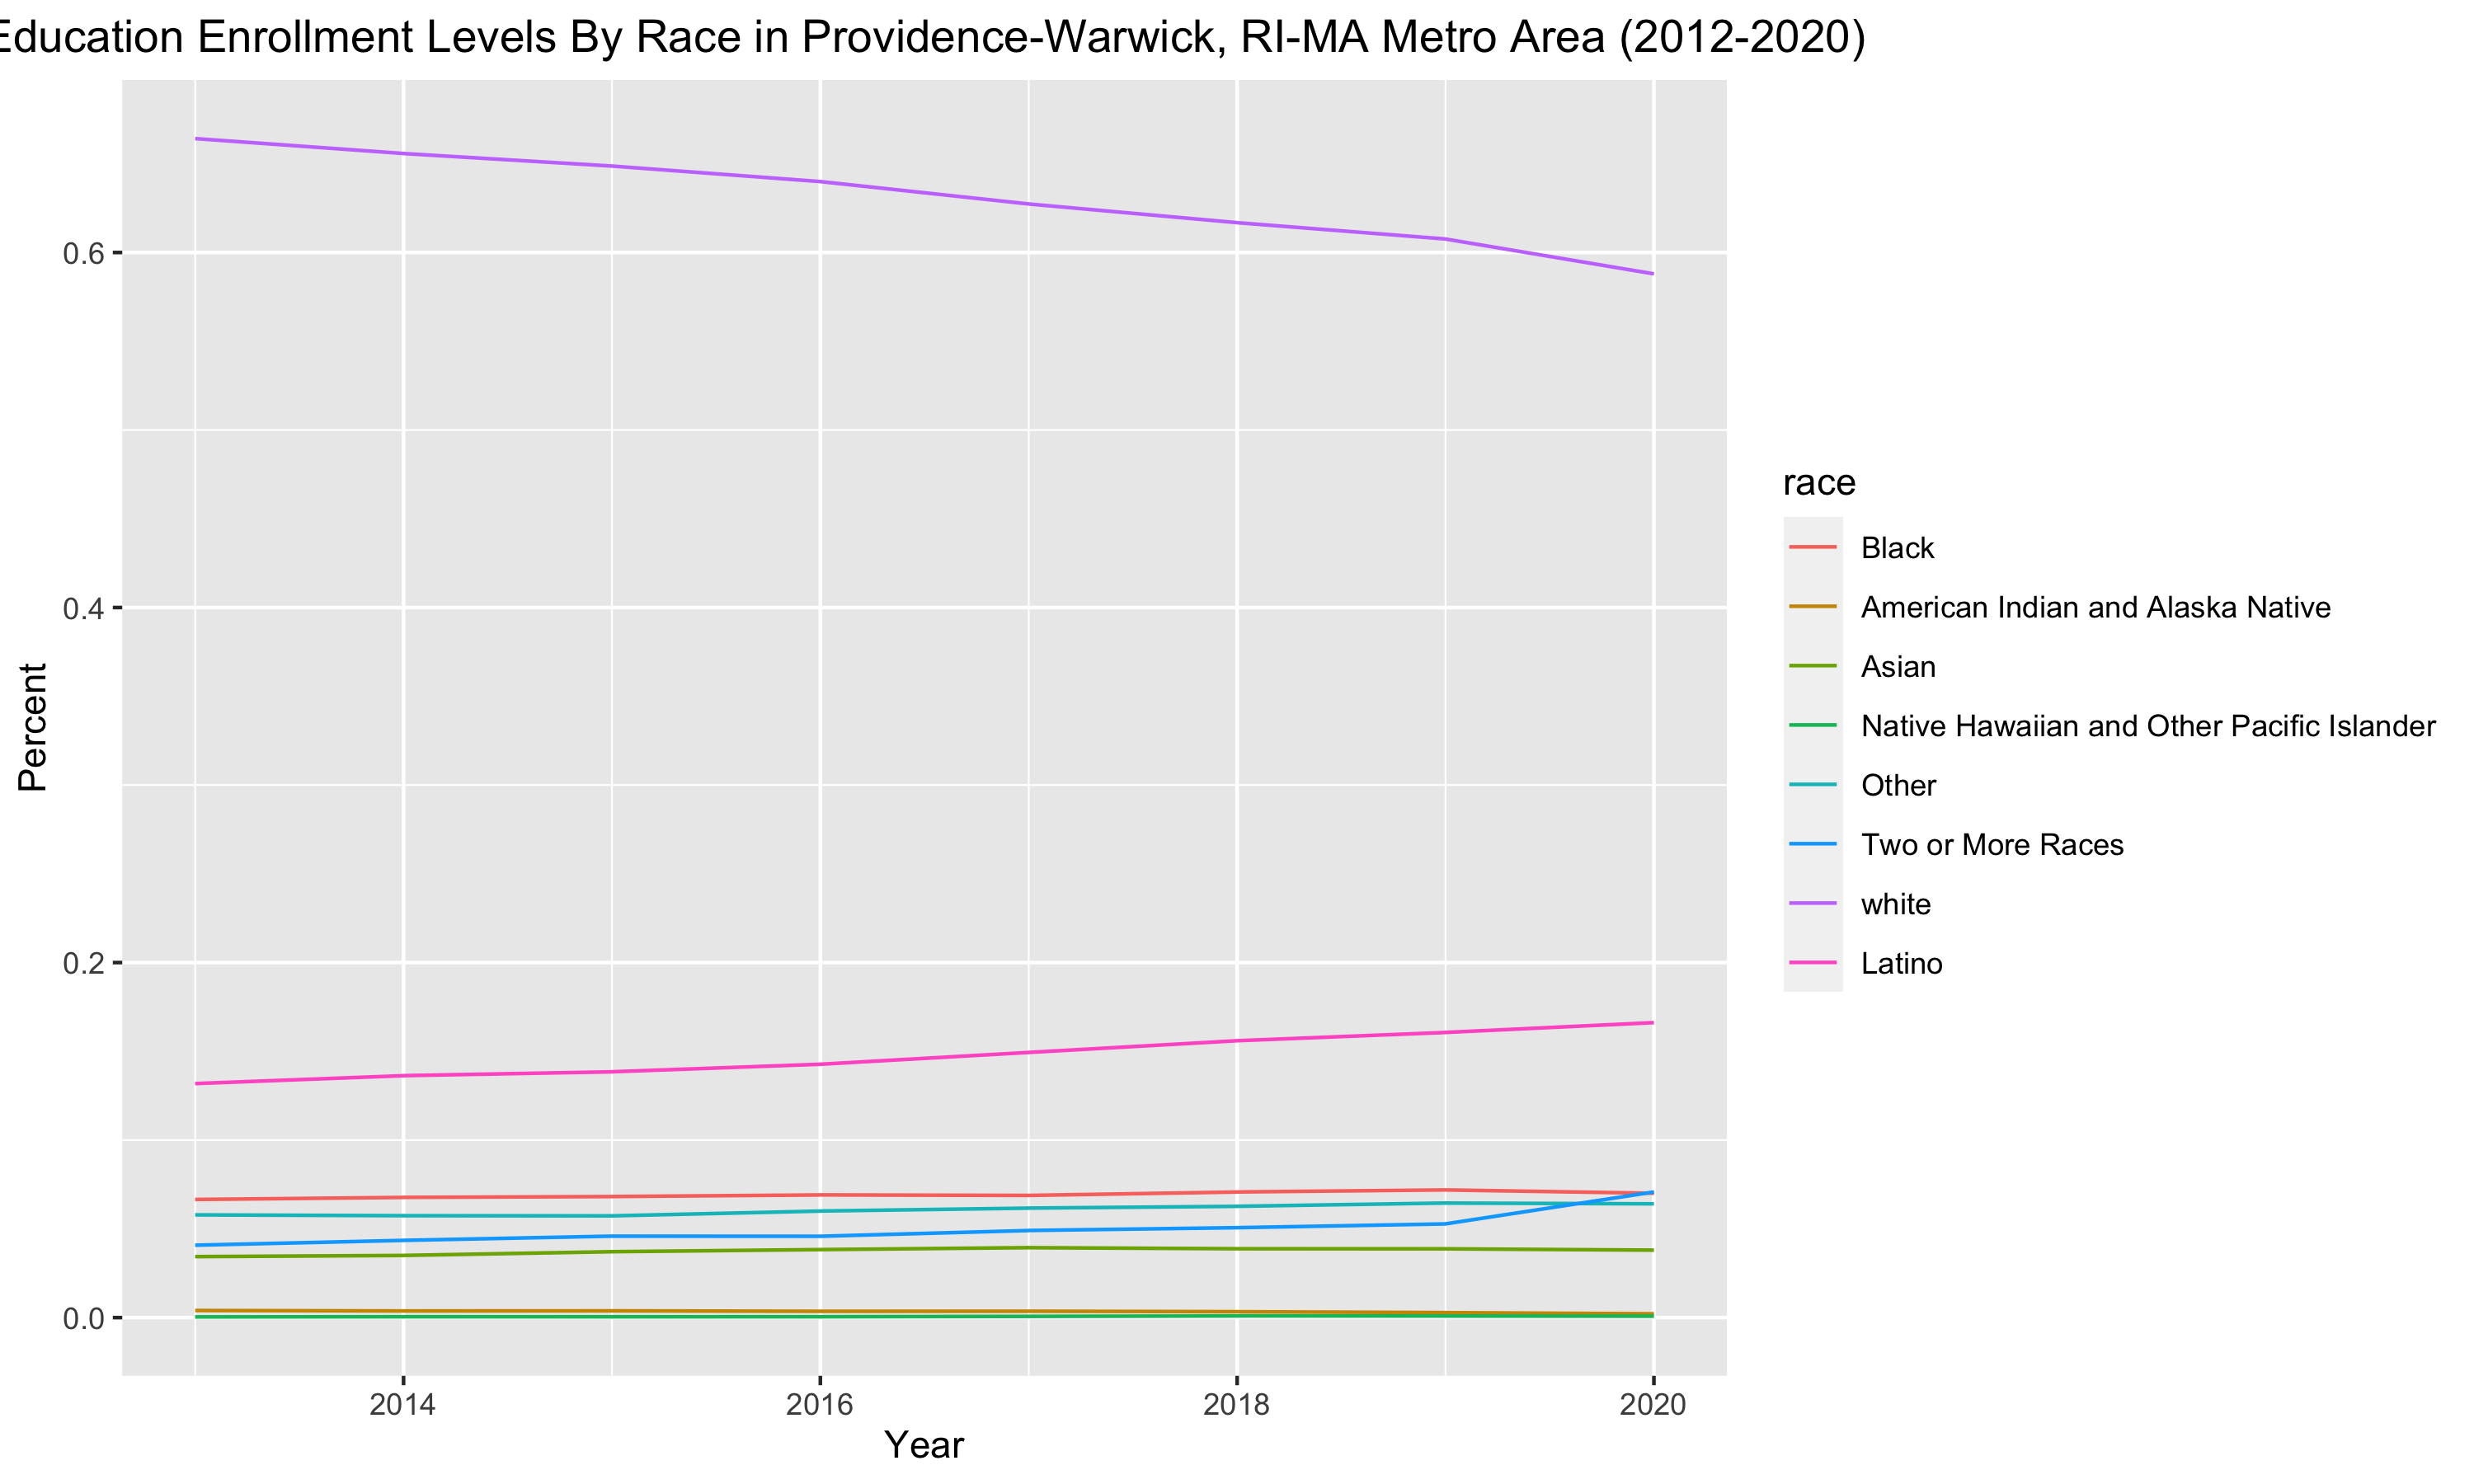 Education Enrollment Levels By Race in Providence-Warwick, RI-MA Metro Area (2012-2020)
0.6
0.4
0.2
0.0
Percent
2014 2016 2018 2020
Year
race
Black
American Indian and Alaska Native
Asian
Native Hawaiian and Other Pacific Islander
Other
Two or More Races
white
Latino